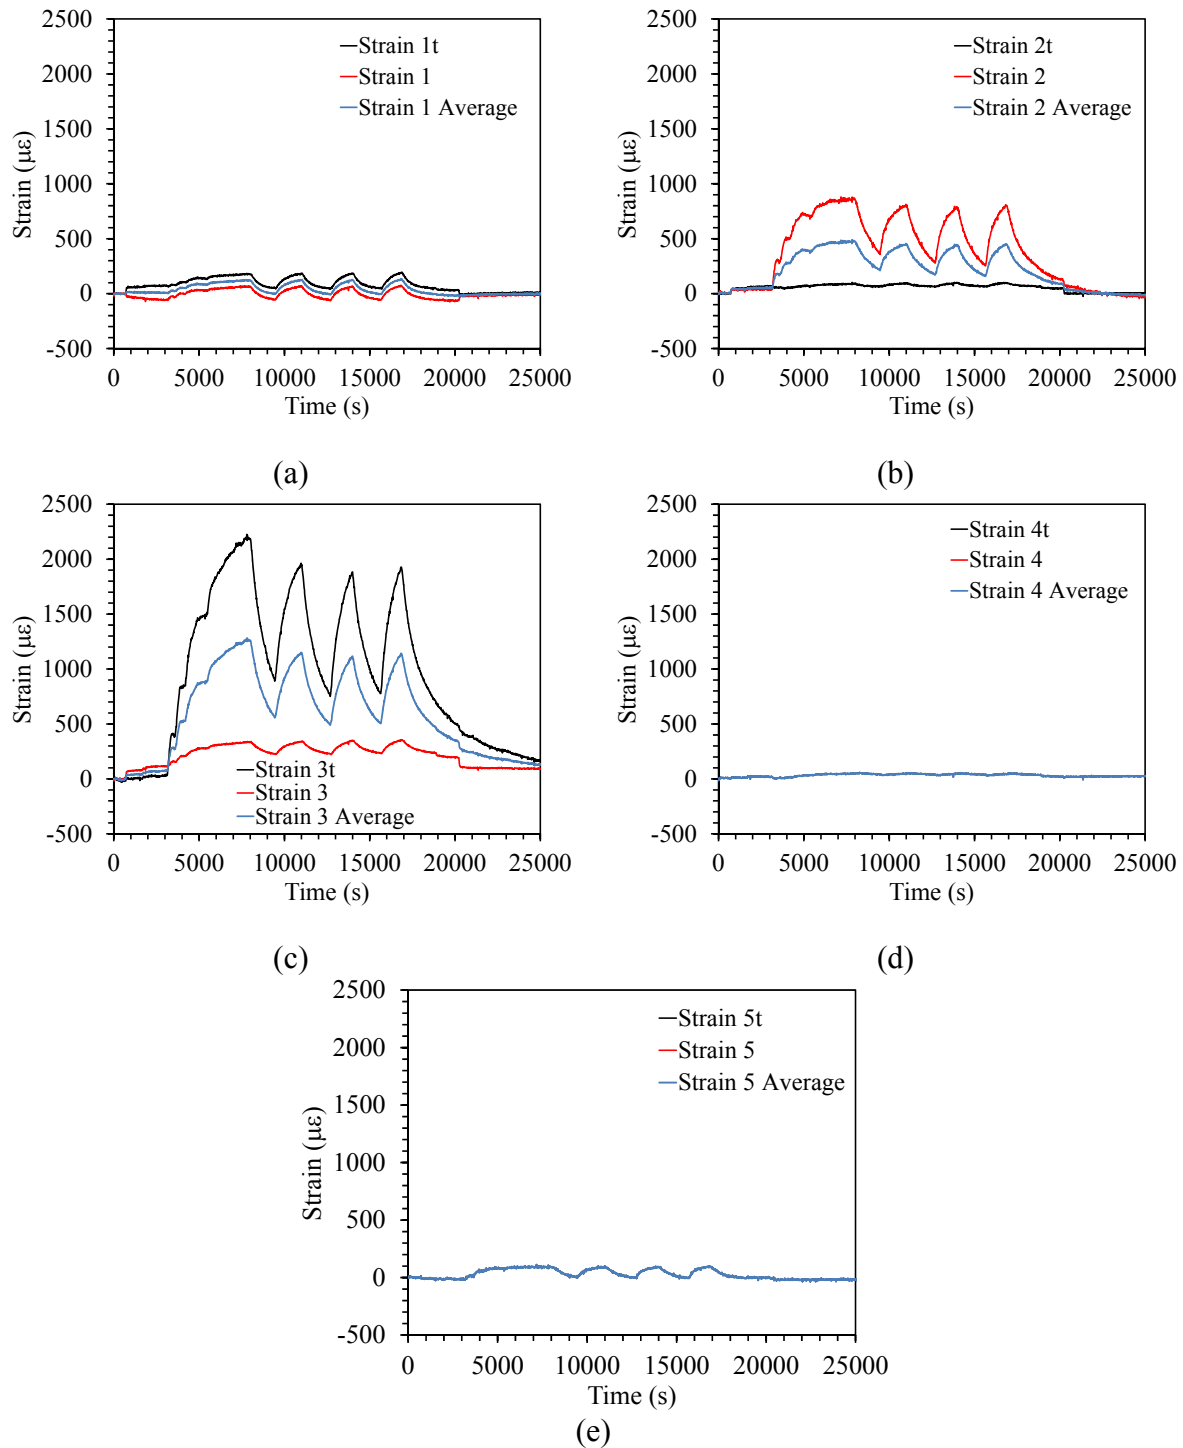 2500
2000
1500
1000
500
0
-500
Strain (με)
Strain 1t
Strain 1
Strain 1 Average
0 5000 10000 15000 20000 25000
Time (s)
(a)
2500
2000
1500
1000
500
0
-500
Strain (με)
Strain 2t
Strain 2
Strain 2 Average
0 5000 10000 15000 20000 25000
Time (s)
(b)
2500
2000
1500
1000
500
0
-500
Strain (με)
Strain 3t
Strain 3
Strain 3 Average
0 5000 10000 15000 20000 25000
Time (s)
(c)
2500
2000
1500
1000
500
0
-500
Strain (με)
Strain 4t
Strain 4
Strain 4 Average
0 5000 10000 15000 20000 25000
Time (s)
(d)
2500
2000
1500
1000
500
0
-500
Strain (με)
Strain 5t
Strain 5
Strain 5 Average
0 5000 10000 15000 20000 25000
Time (s)
(e)